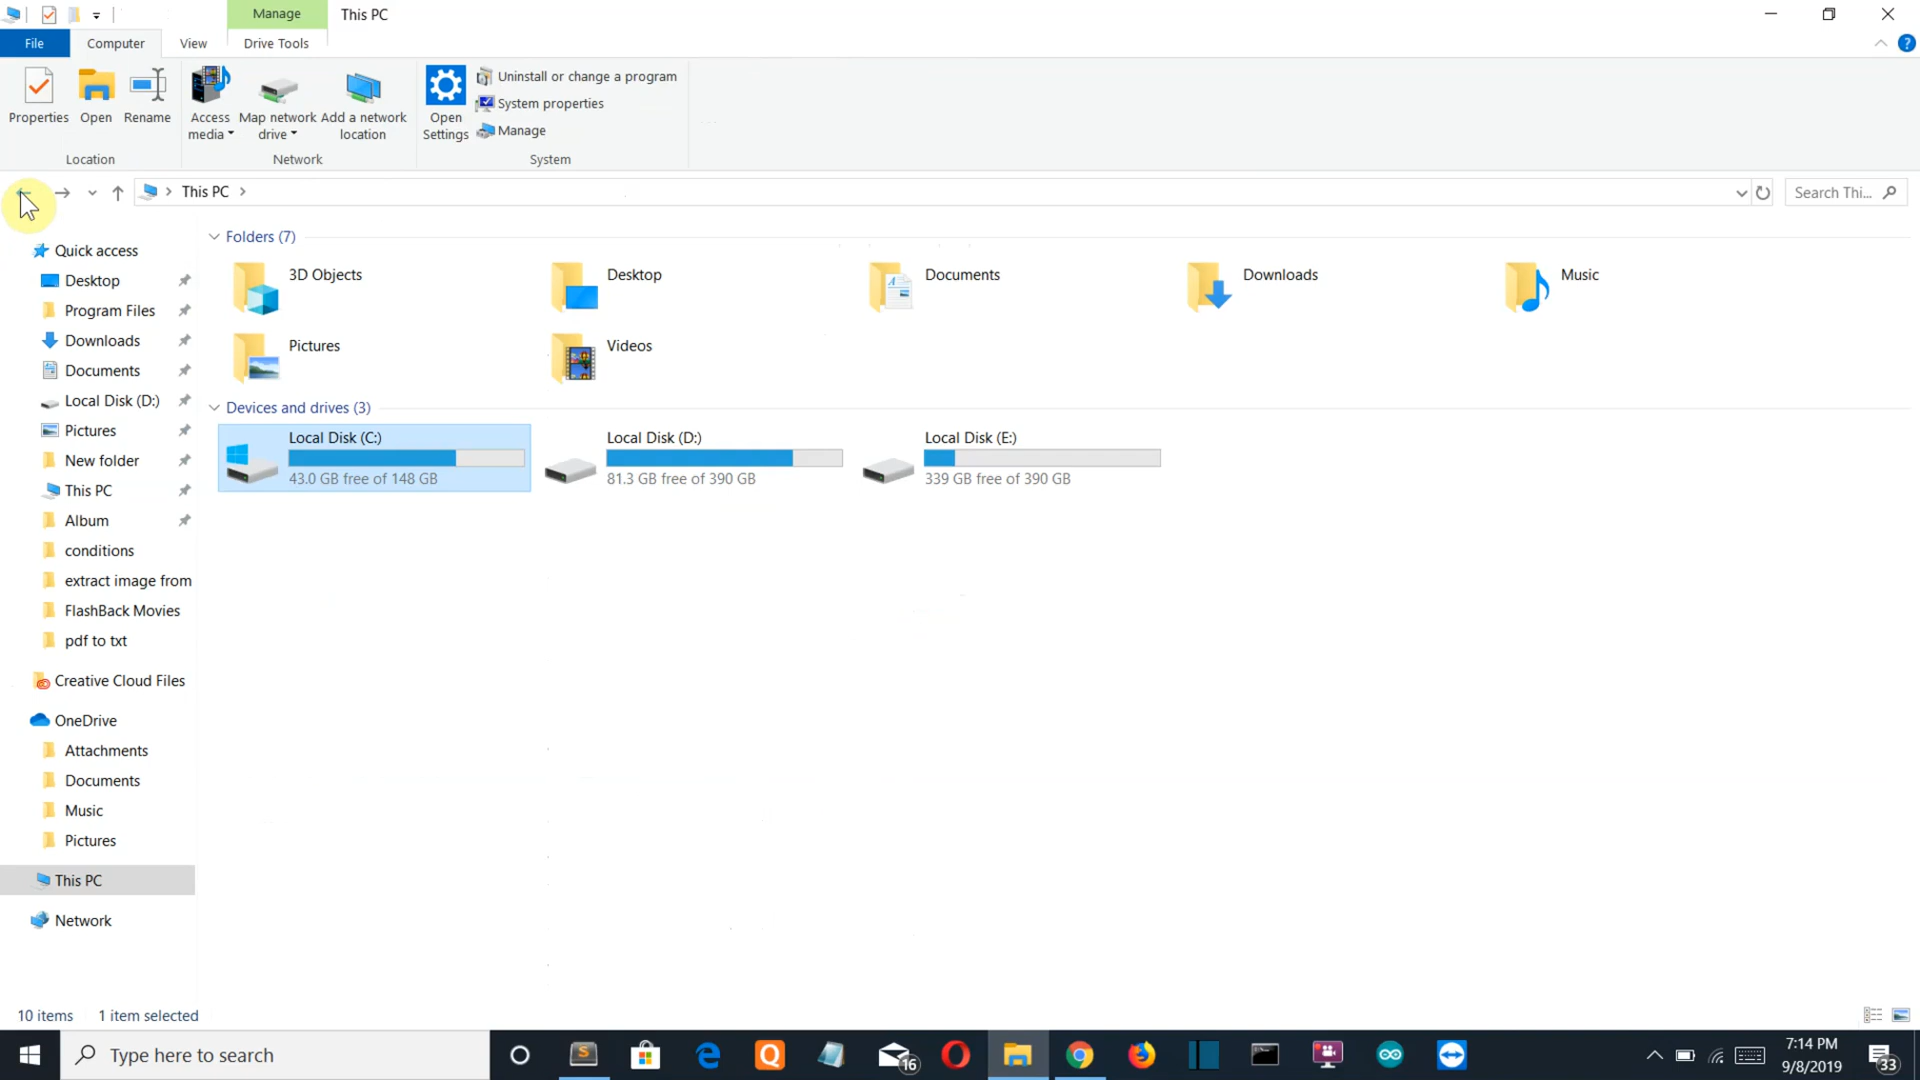 Manage
This PC
File
Computer
View
Drive Tools
Properties
Open
Rename
Access media
Map network drive
Add a network location
Open Settings
Uninstall or change a program
System properties
Manage
Location
Network
System
This PC
Search Thi...
Quick access
Desktop
Program Files
Downloads
Documents
Local Disk (D:)
Pictures
New folder
This PC
Album
conditions
extract image from
FlashBack Movies
pdf to txt
Creative Cloud Files
OneDrive
Attachments
Documents
Music
Pictures
This PC
Network
Folders (7)
3D Objects
Desktop
Documents
Downloads
Music
Pictures
Videos
Devices and drives (3)
Local Disk (C:)
43.0 GB free of 148 GB
Local Disk (D:)
81.3 GB free of 390 GB
Local Disk (E:)
339 GB free of 390 GB
10 items
1 item selected
Type here to search
16
7:14 PM
9/8/2019
33